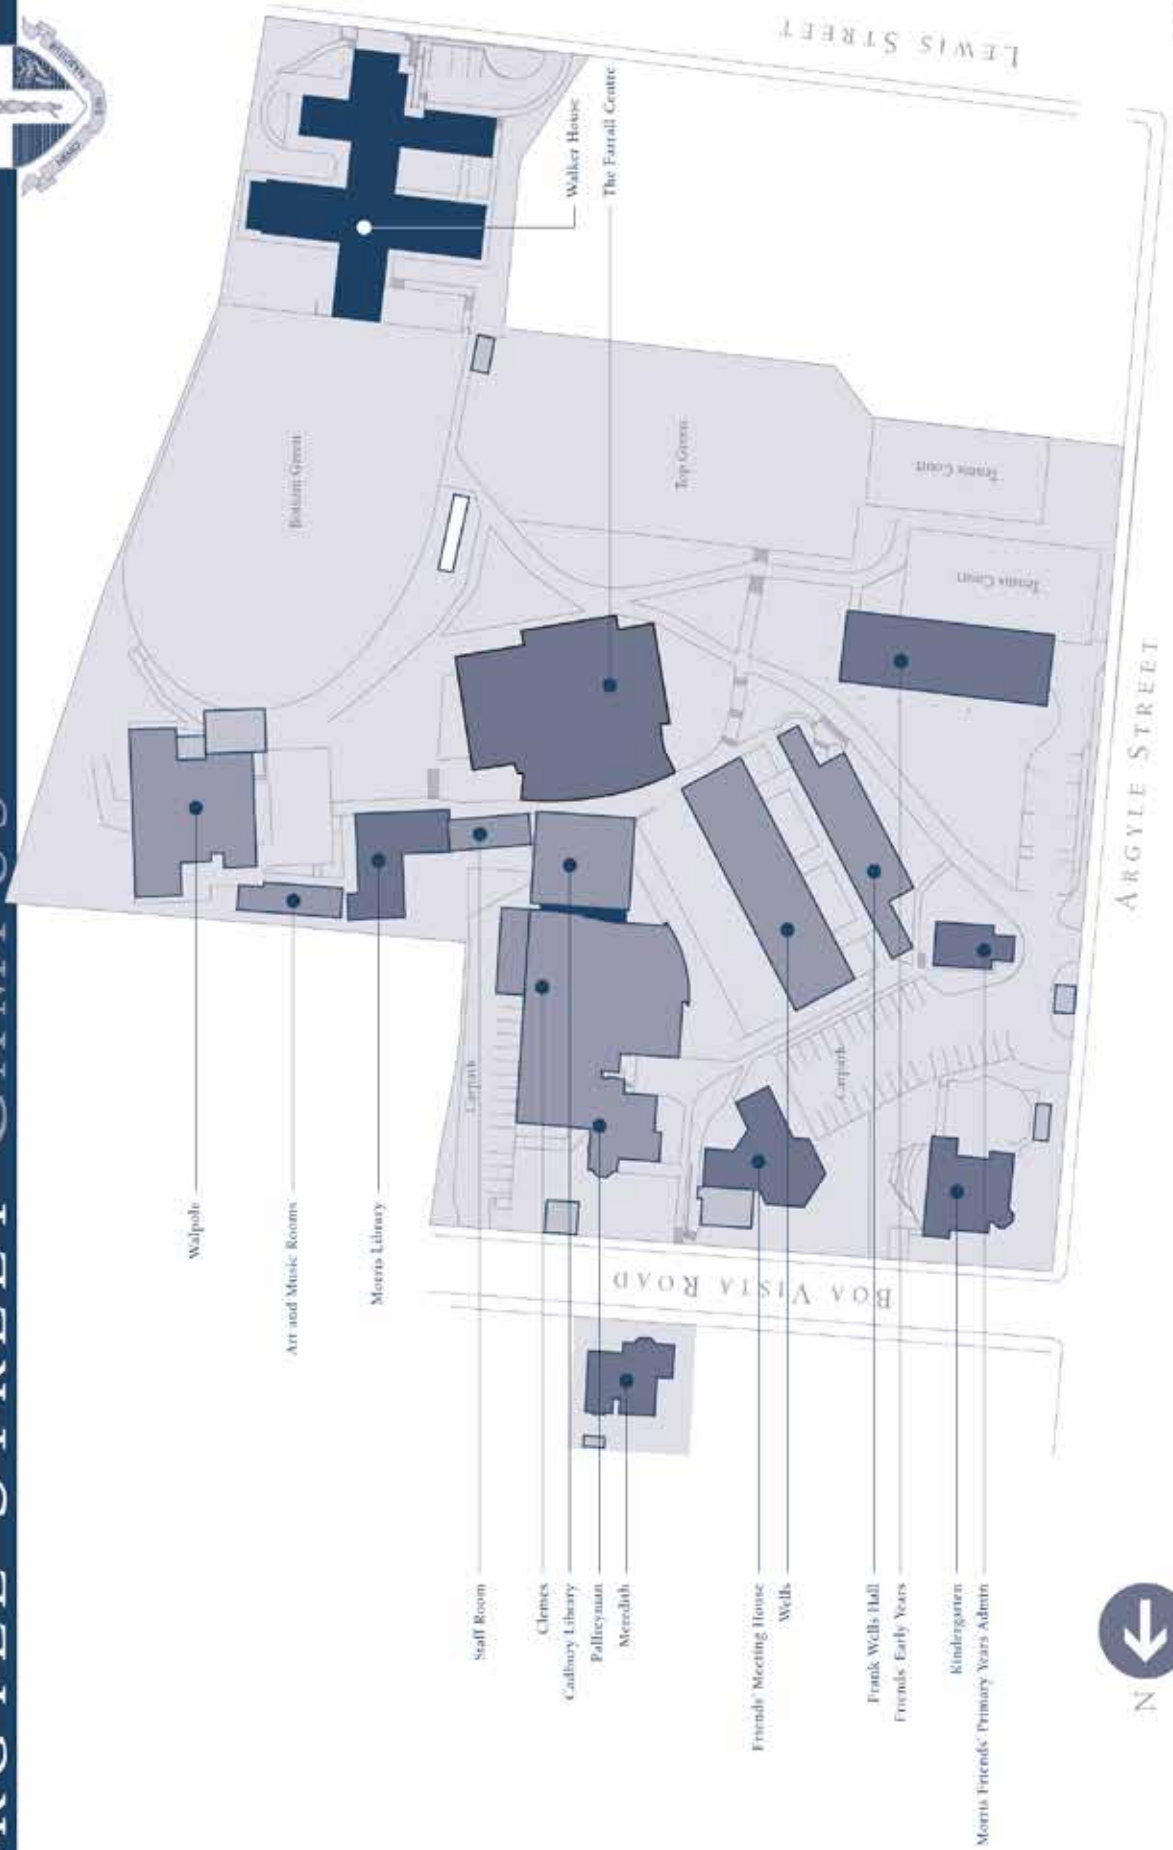 LEWIS STREET
Walker House
The Farrall Centre
Bottom Green
Top Green
Tennis Court
Tennis Court
ARGYLE STREET
Walpole
Art and Music Rooms
Morris Library
Carpark
Carpark
BOA VISTA ROAD
Staff Room
Clemes
Cadbury Library
Palfreyman
Meredith
Friends' Meeting House
Wells
Frank Wells Hall
Friends' Early Years
Kindergarten
Morris Friends' Primary Years Admin
N